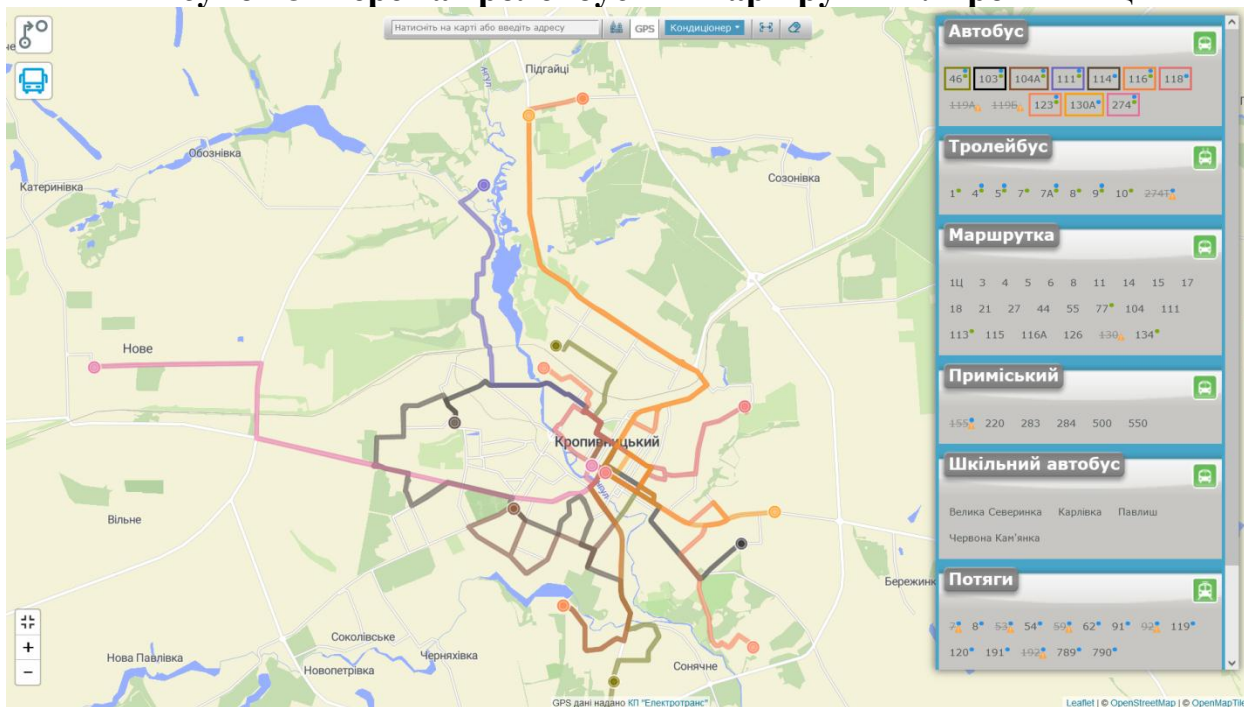 Натисніть на карті або введіть адресу GPS Кондиціонер
Підгайці
Обознівка
Катеринівка
Созонівка
Нове
Кропивницький
Інгул
Вільне
Бережинк
Соколівське
Черняхівка
Нова Павлівка
Новопетрівка
Сонячне
+
−
GPS дані надано КП "Електротранс"
Leaflet | © OpenStreetMap | © OpenMapTile
Автобус
46 103 104А 111 114 116 118
119А 119Б 123 130А 274
Тролейбус
1 4 5 7 7А 8 9 10 274Т
Маршрутка
1Ц 3 4 5 6 8 11 14 15 17
18 21 27 44 55 77 104 111
113 115 116А 126 130 134
Приміський
155 220 283 284 500 550
Шкільний автобус
Велика Северинка Карлівка Павлиш
Червона Кам'янка
Потяги
7 8 53 54 59 62 91 92 119
120 191 192 789 790